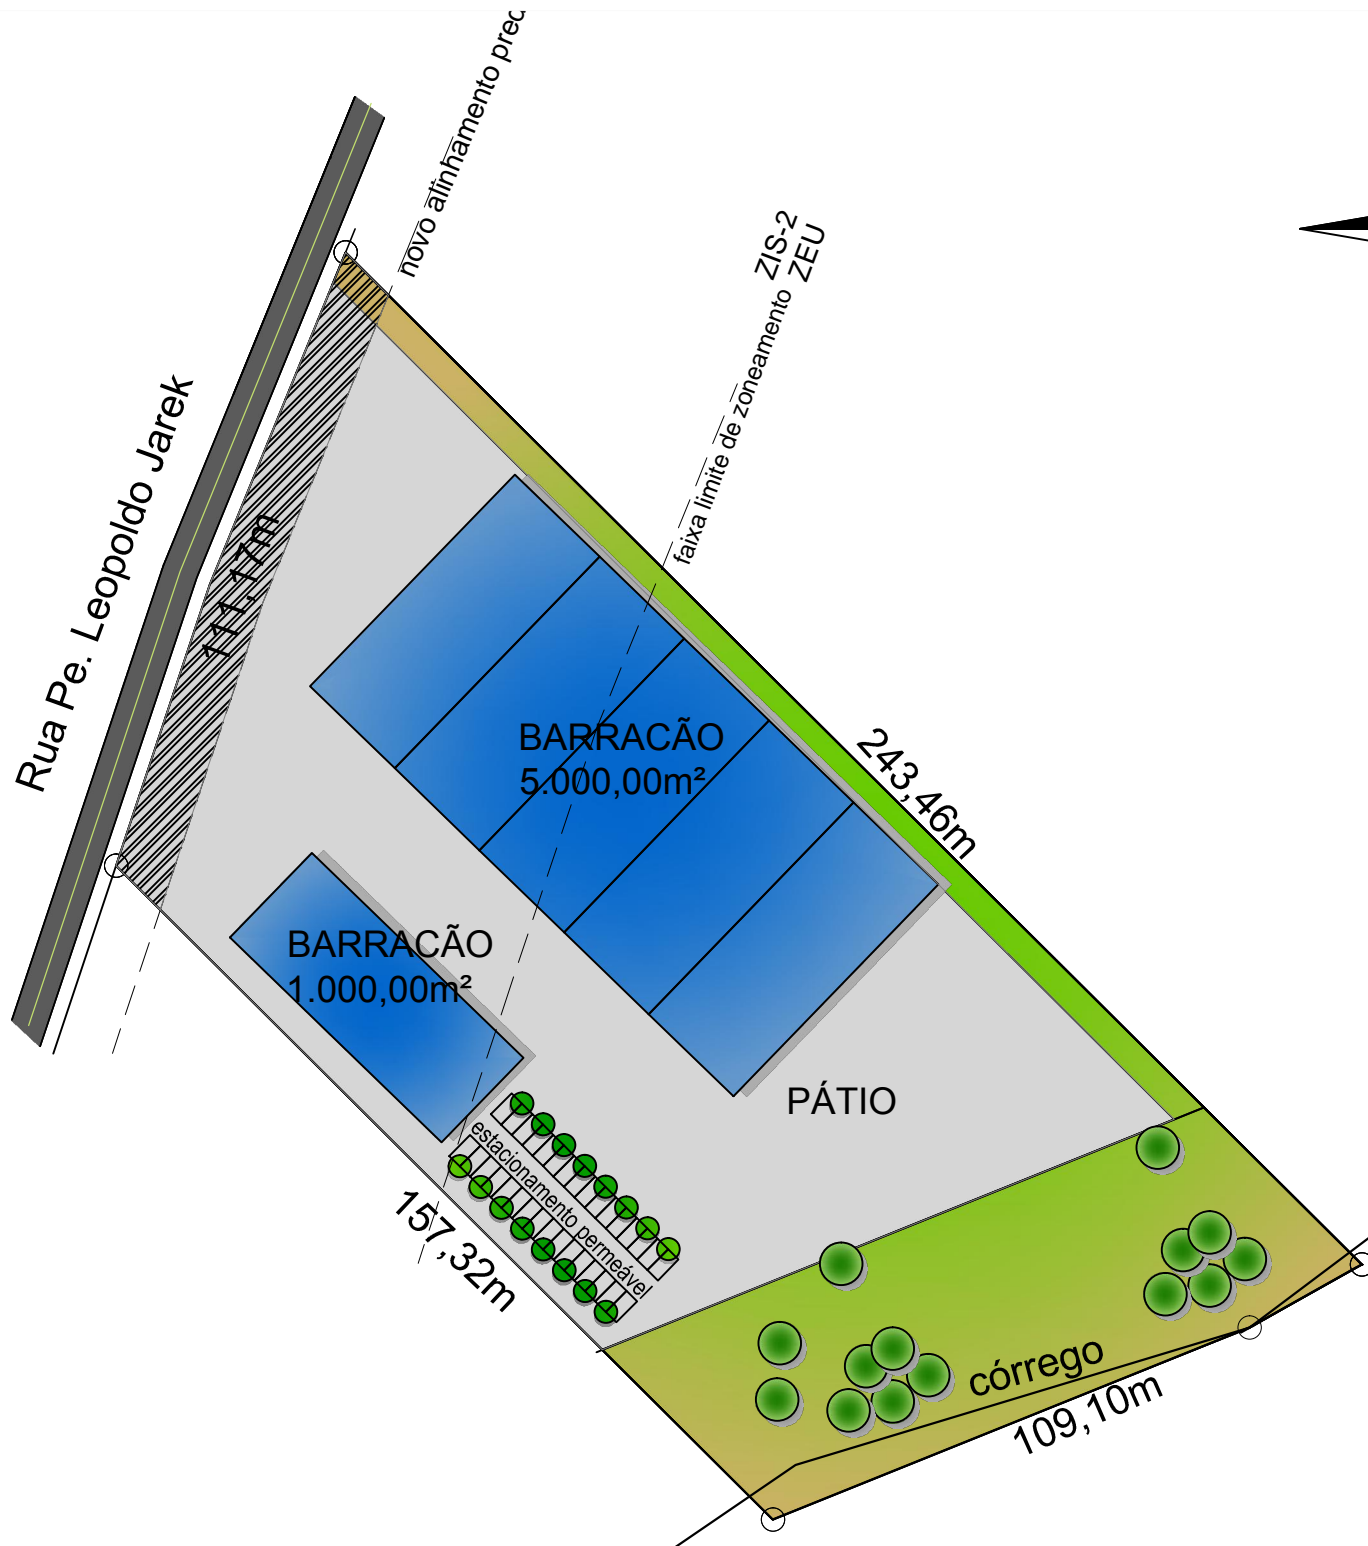 novo alinhamento
ZIS-2
ZEU
faixa limite de zoneamento
Rua Pe. Leopoldo Jarek
111,17m
BARRACÃO
5.000,00m²
243,46m
BARRACÃO
1.000,00m²
PÁTIO
estacionamento permeável
157,32m
córrego
109,10m